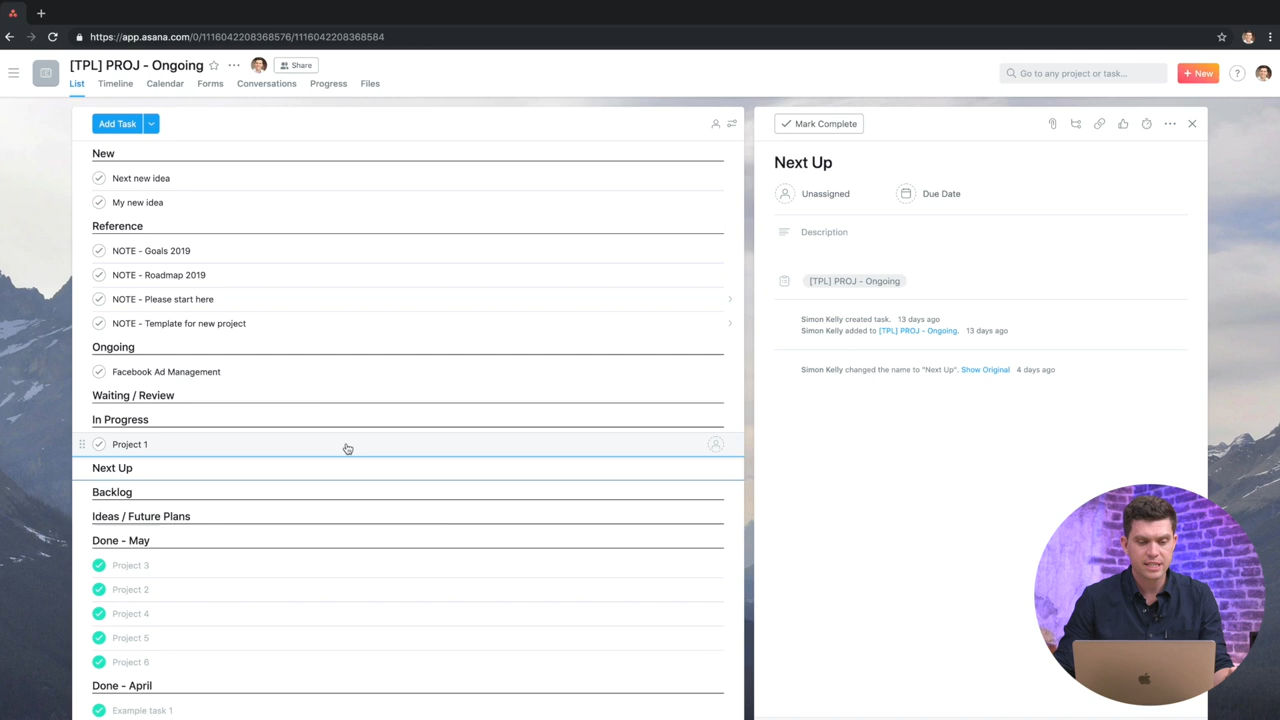 https://app.asana.com/0/1116042208368576/1116042208368584
[TPL] PROJ - Ongoing
Share
List Timeline Calendar Forms Conversations Progress Files
Go to any project or task...
+ New
?
Add Task
New
Next new idea
My new idea
Reference
NOTE - Goals 2019
NOTE - Roadmap 2019
NOTE - Please start here
NOTE - Template for new project
Ongoing
Facebook Ad Management
Waiting / Review
In Progress
Project 1
Next Up
Backlog
Ideas / Future Plans
Done - May
Project 3
Project 2
Project 4
Project 5
Project 6
Done - April
Example task 1
Mark Complete
Next Up
Unassigned Due Date
Description
[TPL] PROJ - Ongoing
Simon Kelly created task. 13 days ago
Simon Kelly added to [TPL] PROJ - Ongoing. 13 days ago
Simon Kelly changed the name to "Next Up". Show Original 4 days ago